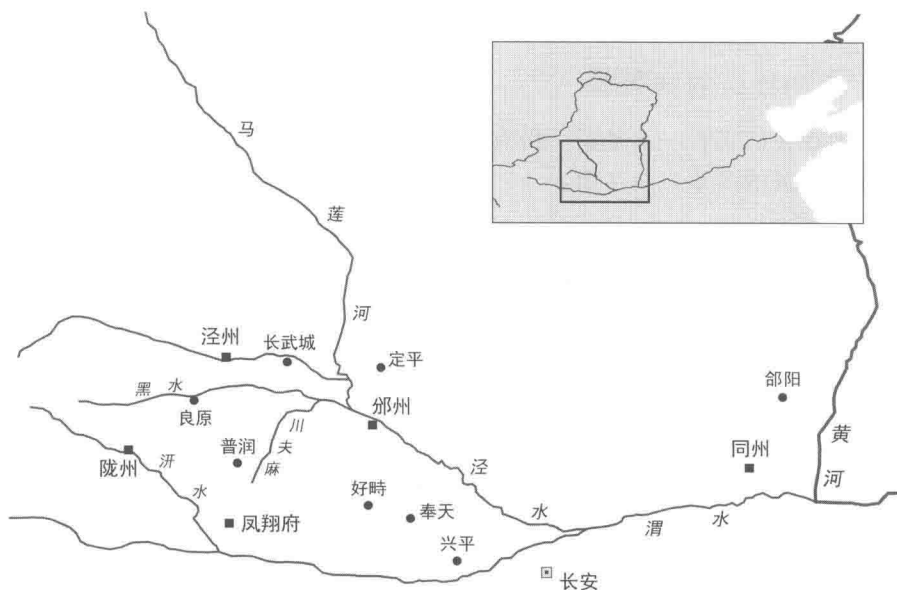 马
莲
河
泾州
长武城
定平
黑
水
良原
邠州
川
夫
麻
普润
陇州
汧
水
凤翔府
好畤
奉天
兴平
泾
水
渭
水
长安
郃阳
同州
黄
河